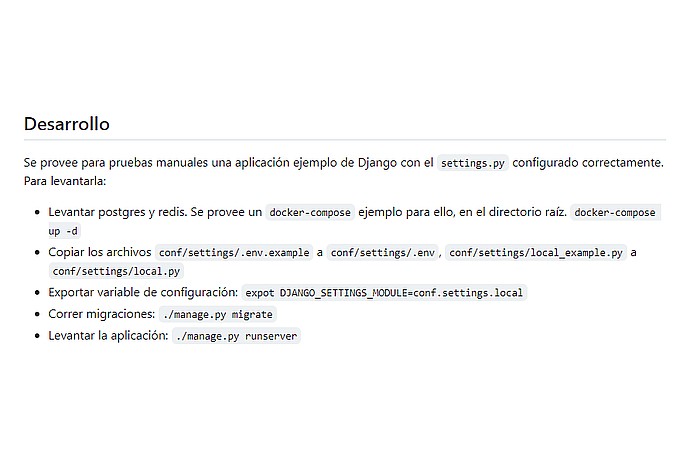 Desarrollo
Se provee para pruebas manuales una aplicación ejemplo de Django con el settings.py configurado correctamente.
Para levantarla:
• Levantar postgres y redis. Se provee un docker-compose ejemplo para ello, en el directorio raíz. docker-compose
up -d
• Copiar los archivos conf/settings/.env.example a conf/settings/.env, conf/settings/local_example.py a
conf/settings/local.py
• Exportar variable de configuración: expot DJANGO_SETTINGS_MODULE=conf.settings.local
• Correr migraciones: ./manage.py migrate
• Levantar la aplicación: ./manage.py runserver